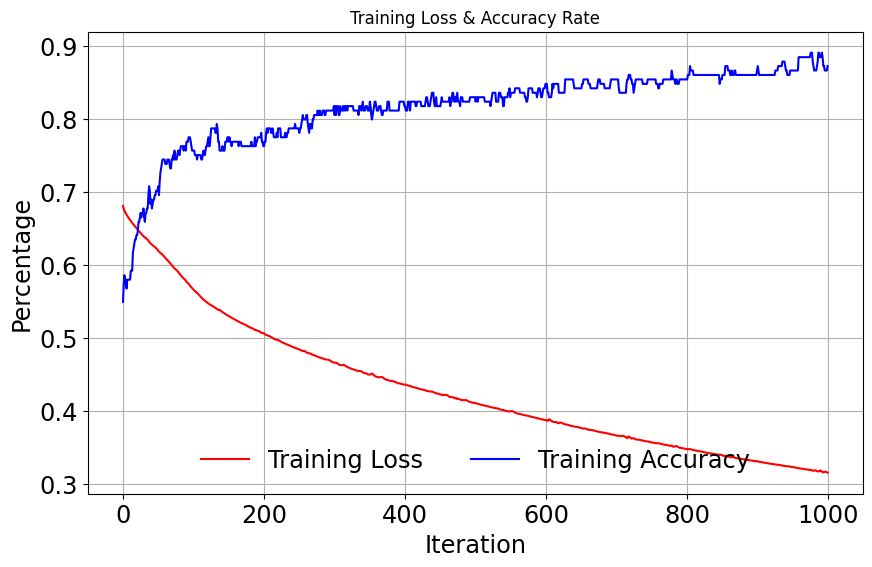 Training Loss & Accuracy Rate
0.9
0.8
0.7
0.6
0.5
0.4
0.3
Percentage
Training Loss
Training Accuracy
0 200 400 600 800 1000
Iteration